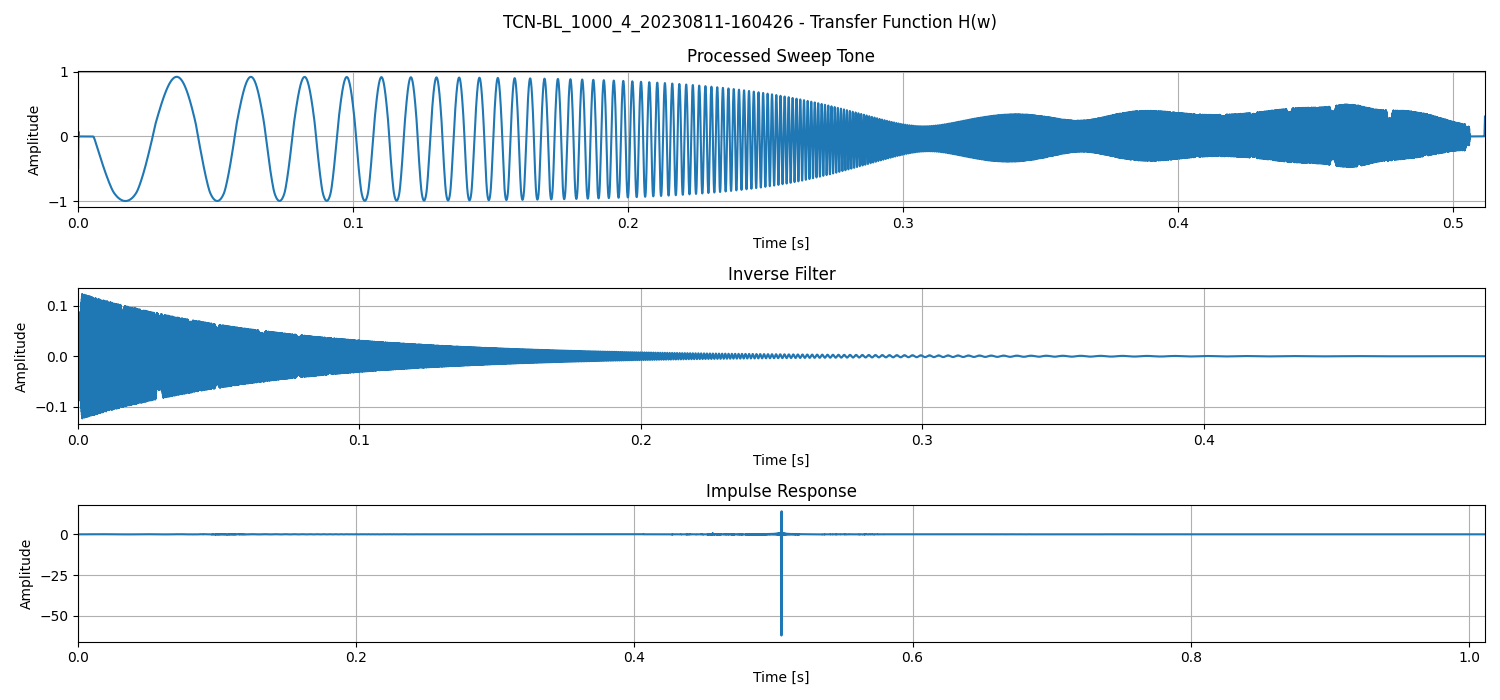 TCN-BL_1000_4_20230811-160426 - Transfer Function H(w)
Processed Sweep Tone
Amplitude
1
0
−1
0.0 0.1 0.2 0.3 0.4 0.5
Time [s]
Inverse Filter
Amplitude
0.1
0.0
−0.1
0.0 0.1 0.2 0.3 0.4
Time [s]
Impulse Response
Amplitude
0
−25
−50
0.0 0.2 0.4 0.6 0.8 1.0
Time [s]